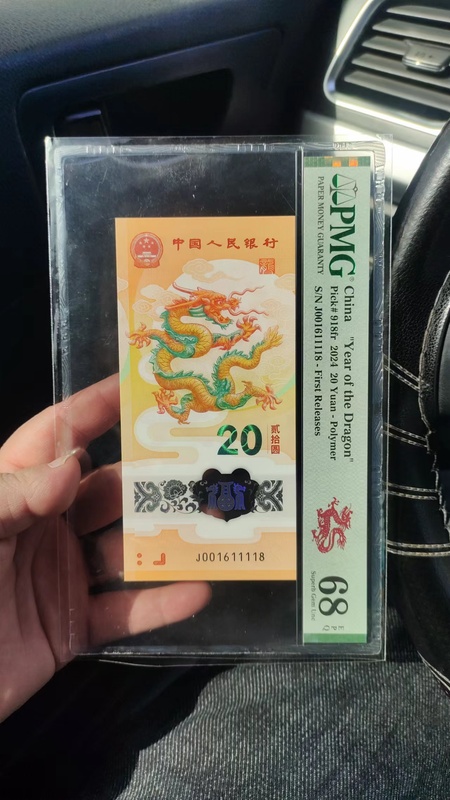 中国人民银行
20
贰拾圆
J001611118
PMG
PAPER MONEY GUARANTY
China "Year of the Dragon"
Pick# 918fr 2024 20 Yuan - Polymer
S/N J001611118 - First Releases
68 EPQ
Superb Gem Unc